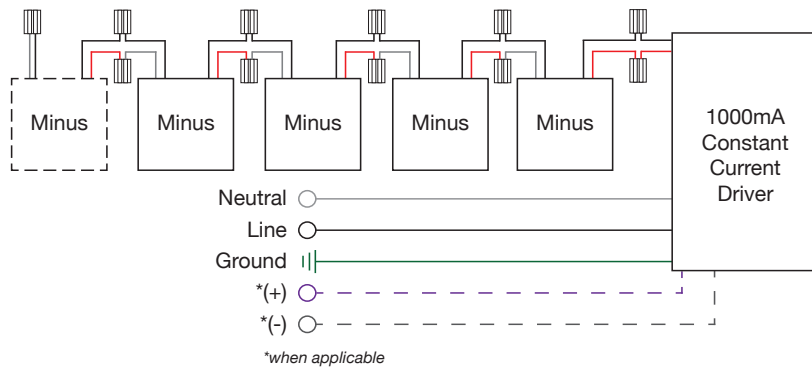 Minus
Minus
Minus
Minus
Minus
1000mA
Constant
Current
Driver
Neutral
Line
Ground
*(+)
*(-)
*when applicable